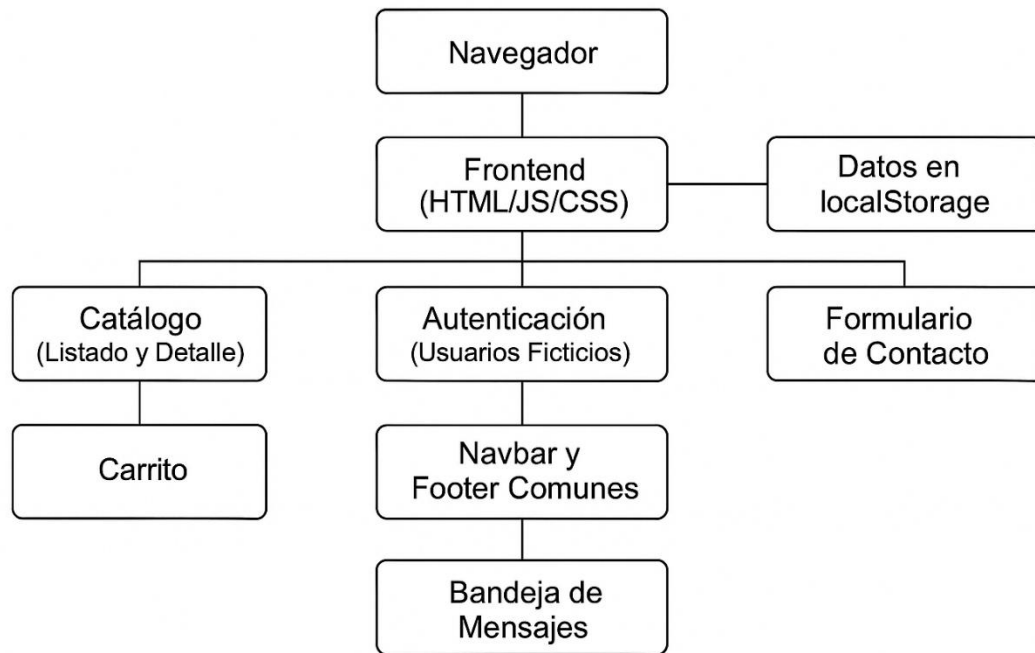 Navegador
Frontend
(HTML/JS/CSS)
Datos en
localStorage
Catálogo
(Listado y Detalle)
Autenticación
(Usuarios Ficticios)
Formulario
de Contacto
Carrito
Navbar y
Footer Comunes
Bandeja de
Mensajes